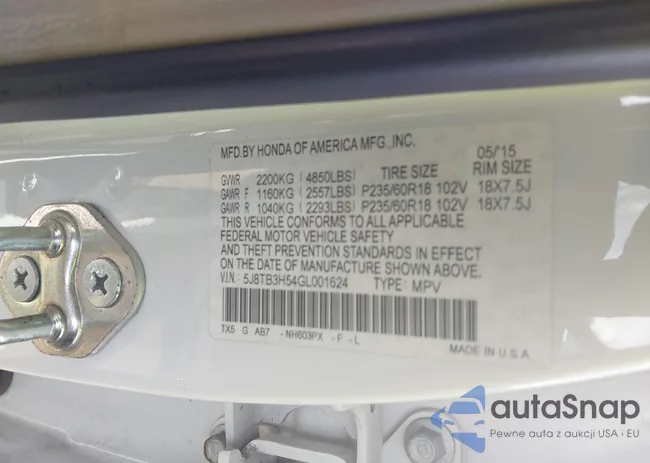 MFD.BY HONDA OF AMERICA MFG.,INC. 05/'15
GVWR 2200KG (4850LBS) TIRE SIZE RIM SIZE
GAWR F 1160KG (2557LBS) P235/60R18 102V 18X7.5J
GAWR R 1040KG (2293LBS) P235/60R18 102V 18X7.5J
THIS VEHICLE CONFORMS TO ALL APPLICABLE
FEDERAL MOTOR VEHICLE SAFETY
AND THEFT PREVENTION STANDARDS IN EFFECT
ON THE DATE OF MANUFACTURE SHOWN ABOVE.
V.I.N.: 5J8TB3H54GL001624 TYPE: MPV
TX5 G AB7 -NH603PX -F -L
MADE IN U.S.A
autaSnap
Pewne auta z aukcji USA i EU